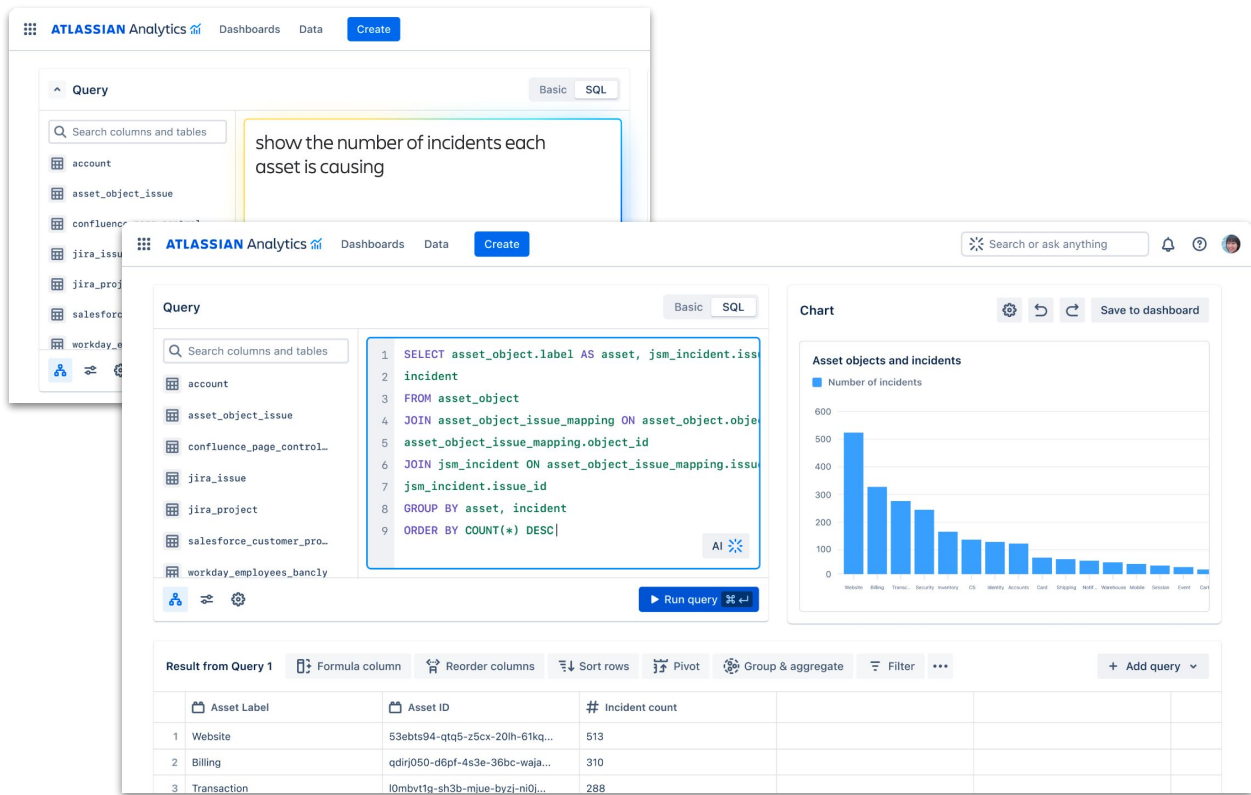 ATLASSIAN Analytics Dashboards Data Create
Query Basic SQL
Search columns and tables
account
asset_object_issue
confluence
jira_issu
jira_proj
salesforc
workday_e
show the number of incidents each
asset is causing
ATLASSIAN Analytics Dashboards Data Create Search or ask anything
Query Basic SQL
Search columns and tables
account
asset_object_issue
confluence_page_control…
jira_issue
jira_project
salesforce_customer_pro…
workday_employees_bancly
1 SELECT asset_object.label AS asset, jsm_incident.issu
2 incident
3 FROM asset_object
4 JOIN asset_object_issue_mapping ON asset_object.obje
5 asset_object_issue_mapping.object_id
6 JOIN jsm_incident ON asset_object_issue_mapping.issu
7 jsm_incident.issue_id
8 GROUP BY asset, incident
9 ORDER BY COUNT(*) DESC
AI
Run query ⌘ ↵
Chart Save to dashboard
Asset objects and incidents
Number of incidents
600
500
400
300
200
100
0
Website Billing Transac... Security Inventory CS Identity Accounts Card Shipping Notif... Warehouse Mobile Session Event Cart
Result from Query 1 Formula column Reorder columns Sort rows Pivot Group & aggregate Filter ••• + Add query
Asset Label Asset ID # Incident count
1 Website 53ebts94-qtq5-z5cx-20lh-61kq... 513
2 Billing qdirj050-d6pf-4s3e-36bc-waja... 310
3 Transaction l0mbvt1g-sh3b-mjue-byzj-ni0j... 288